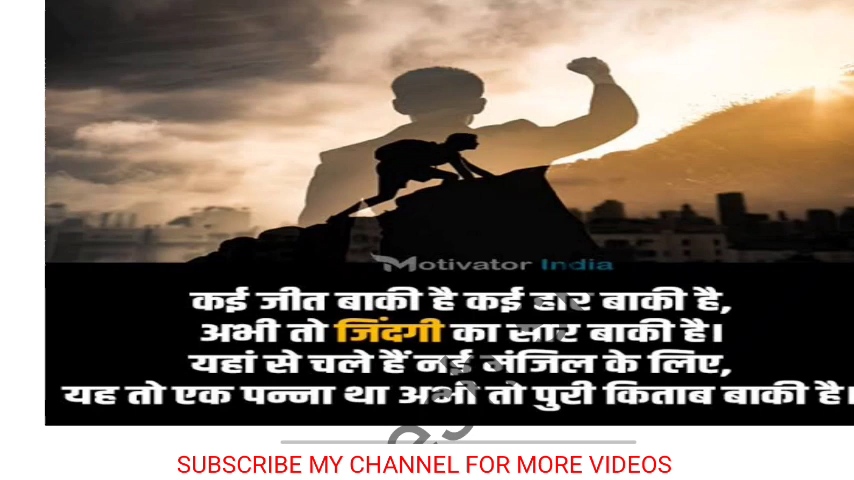 Motivator India
कई जीत बाकी है कई हार बाकी है,
अभी तो जिंदगी का सार बाकी है।
यहां से चले हैं नई मंजिल के लिए,
यह तो एक पन्ना था अभी तो पुरी किताब बाकी है।
SUBSCRIBE MY CHANNEL FOR MORE VIDEOS